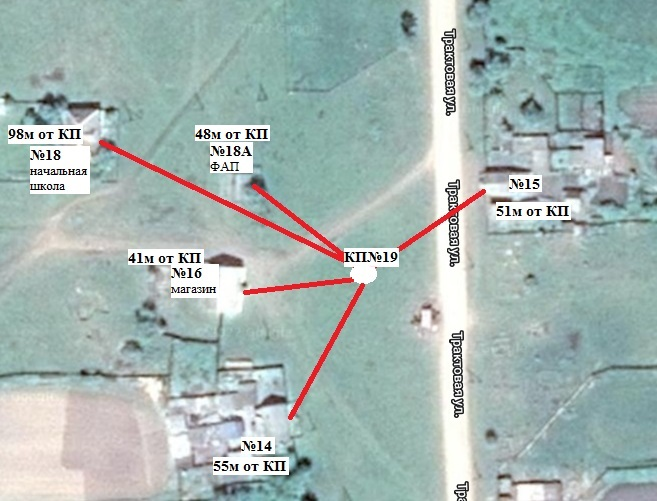 Трактовая ул.
98м от КП
№18
начальная
школа
48м от КП
№18А
ФАП
№15
51м от КП
Трактовая ул.
41м от КП
№16
магазин
КП№19
Трактовая ул.
№14
55м от КП
Тра